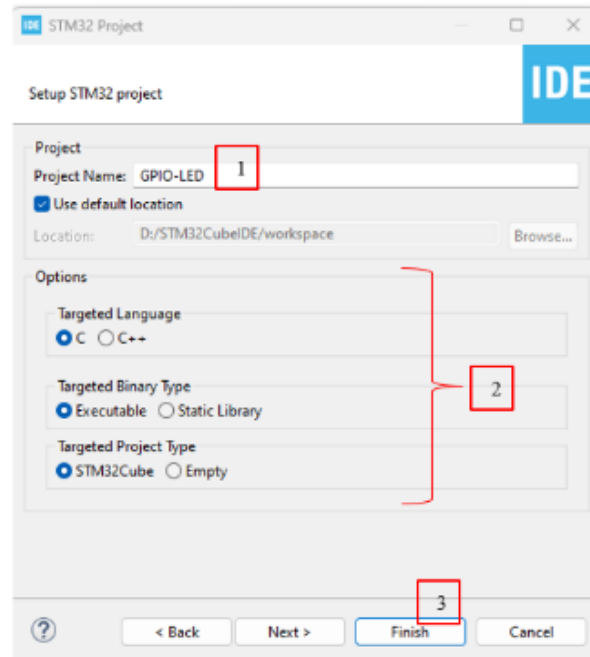 IDE STM32 Project
Setup STM32 project
IDE
Project
Project Name: GPIO-LED
1
Use default location
Location: D:/STM32CubeIDE/workspace Browse...
Options
Targeted Language
C C++
2
Targeted Binary Type
Executable Static Library
Targeted Project Type
STM32Cube Empty
3
? < Back Next > Finish Cancel